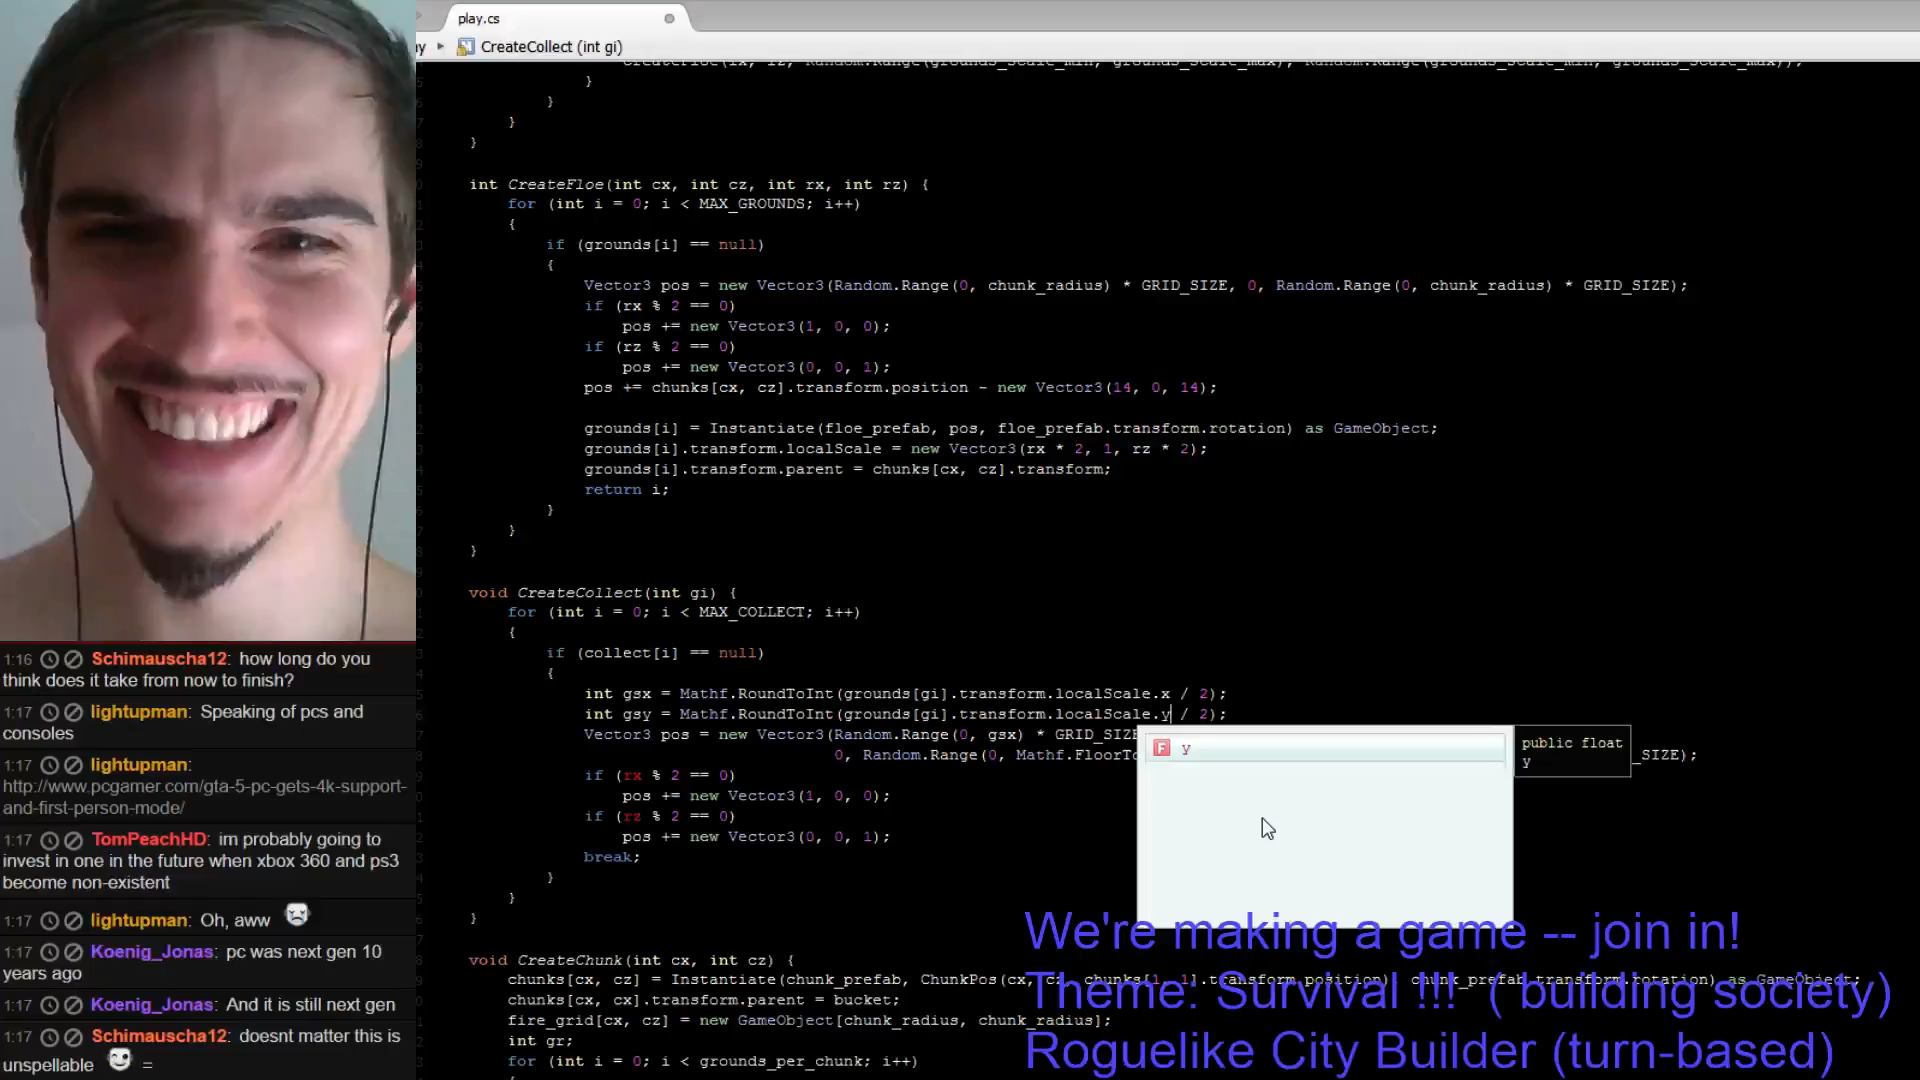 play.cs
CreateCollect (int gi)
}
}
}
}
int CreateFloe(int cx, int cz, int rx, int rz) {
for (int i = 0; i < MAX_GROUNDS; i++)
{
if (grounds[i] == null)
{
Vector3 pos = new Vector3(Random.Range(0, chunk_radius) * GRID_SIZE, 0, Random.Range(0, chunk_radius) * GRID_SIZE);
if (rx % 2 == 0)
pos += new Vector3(1, 0, 0);
if (rz % 2 == 0)
pos += new Vector3(0, 0, 1);
pos += chunks[cx, cz].transform.position - new Vector3(14, 0, 14);
grounds[i] = Instantiate(floe_prefab, pos, floe_prefab.transform.rotation) as GameObject;
grounds[i].transform.localScale = new Vector3(rx * 2, 1, rz * 2);
grounds[i].transform.parent = chunks[cx, cz].transform;
return i;
}
}
}
void CreateCollect(int gi) {
for (int i = 0; i < MAX_COLLECT; i++)
{
if (collect[i] == null)
{
int gsx = Mathf.RoundToInt(grounds[gi].transform.localScale.x / 2);
int gsy = Mathf.RoundToInt(grounds[gi].transform.localScale.y / 2);
Vector3 pos = new Vector3(Random.Range(0, gsx) * GRID_SIZE
0, Random.Range(0, Mathf.FloorTo _SIZE);
if (rx % 2 == 0)
pos += new Vector3(1, 0, 0);
if (rz % 2 == 0)
pos += new Vector3(0, 0, 1);
break;
}
}
}
void CreateChunk(int cx, int cz) {
chunks[cx, cz] = Instantiate(chunk_prefab, ChunkPos(cx, cz, chunks[1, 1].transform.position), chunk_prefab.transform.rotation) as GameObject;
chunks[cx, cx].transform.parent = bucket;
fire_grid[cx, cz] = new GameObject[chunk_radius, chunk_radius];
int gr;
for (int i = 0; i < grounds_per_chunk; i++)
F y
public float
y
1:16 Schimauscha12: how long do you
think does it take from now to finish?
1:17 lightupman: Speaking of pcs and
consoles
1:17 lightupman:
http://www.pcgamer.com/gta-5-pc-gets-4k-support-
and-first-person-mode/
1:17 TomPeachHD: im probably going to
invest in one in the future when xbox 360 and ps3
become non-existent
1:17 lightupman: Oh, aww
1:17 Koenig_Jonas: pc was next gen 10
years ago
1:17 Koenig_Jonas: And it is still next gen
1:17 Schimauscha12: doesnt matter this is
unspellable =
We're making a game -- join in!
Theme: Survival !!! ( building society)
Roguelike City Builder (turn-based)